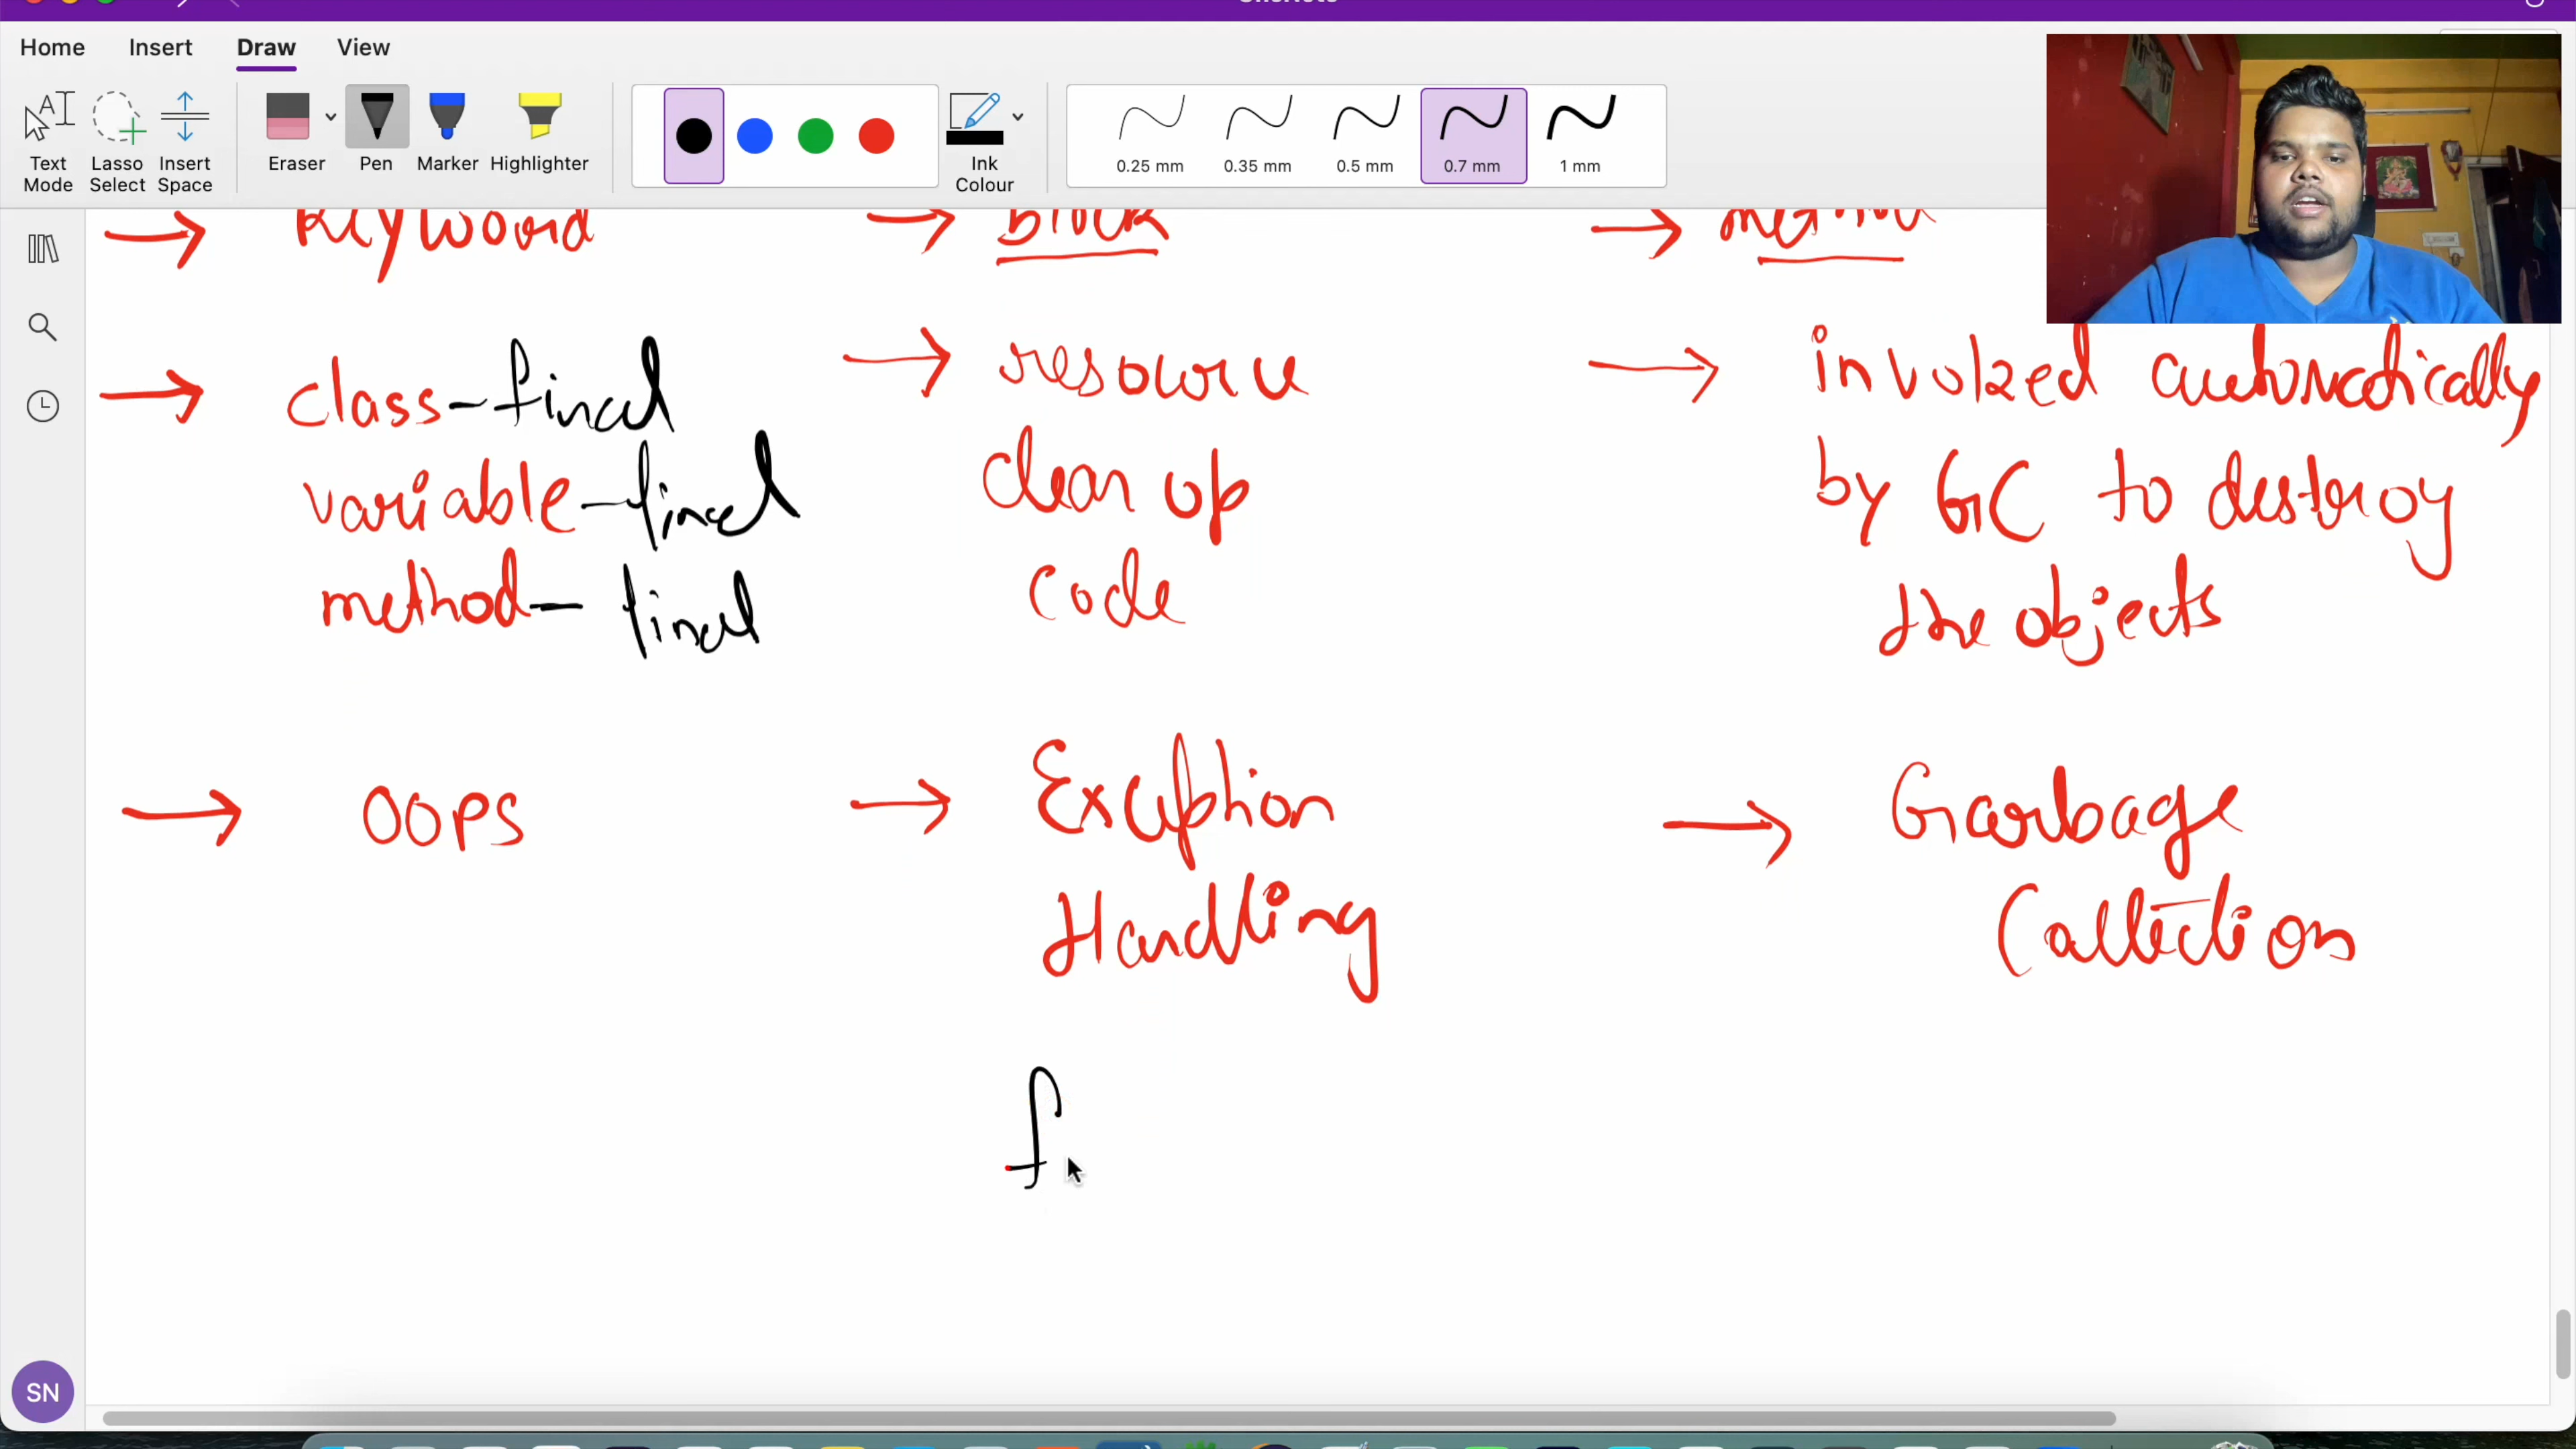 Home Insert Draw View
Text Mode
Lasso Select
Insert Space
Eraser
Pen
Marker
Highlighter
Ink Colour
0.25 mm
0.35 mm
0.5 mm
0.7 mm
1 mm
→ keyword
→ block
→ method
→ class - final
variable - final
method - final
→ resource
clean up
code
→ invoked automatically
by GC to destroy
the objects
→ OOPS
→ Exception
Handling
→ Garbage
Collection
f
SN